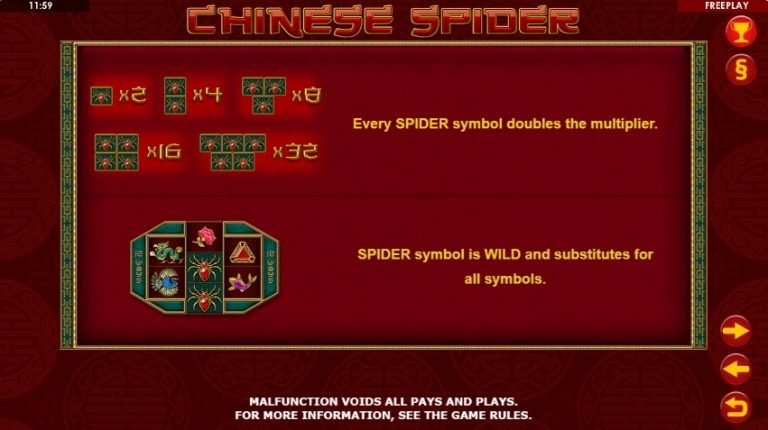 11:59
CHINESE SPIDER
FREEPLAY
§
x2
x4
x8
x16
x32
Every SPIDER symbol doubles the multiplier.
SPIDER symbol is WILD and substitutes for
all symbols.
MALFUNCTION VOIDS ALL PAYS AND PLAYS.
FOR MORE INFORMATION, SEE THE GAME RULES.